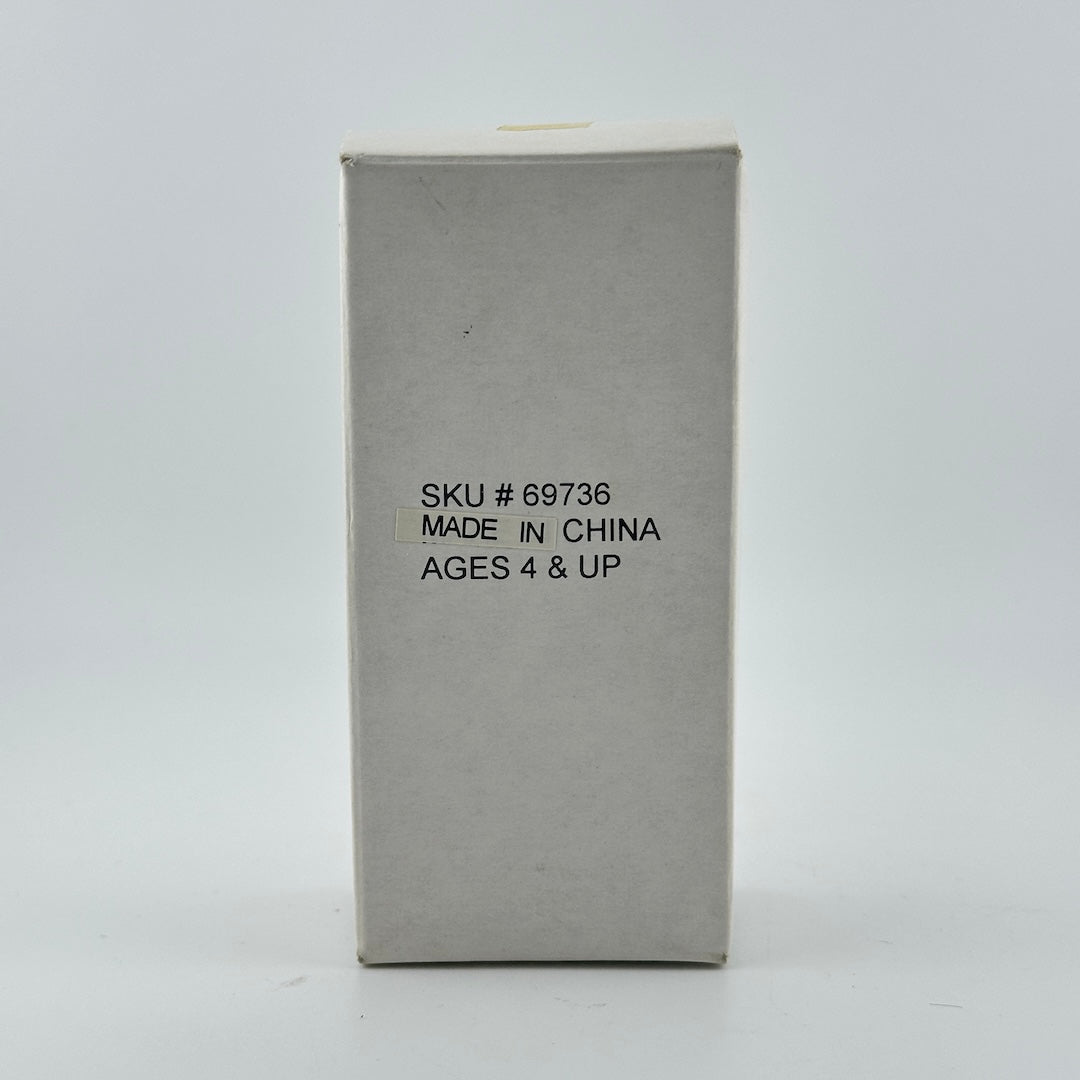 SKU # 69736
MADE IN CHINA
AGES 4 & UP